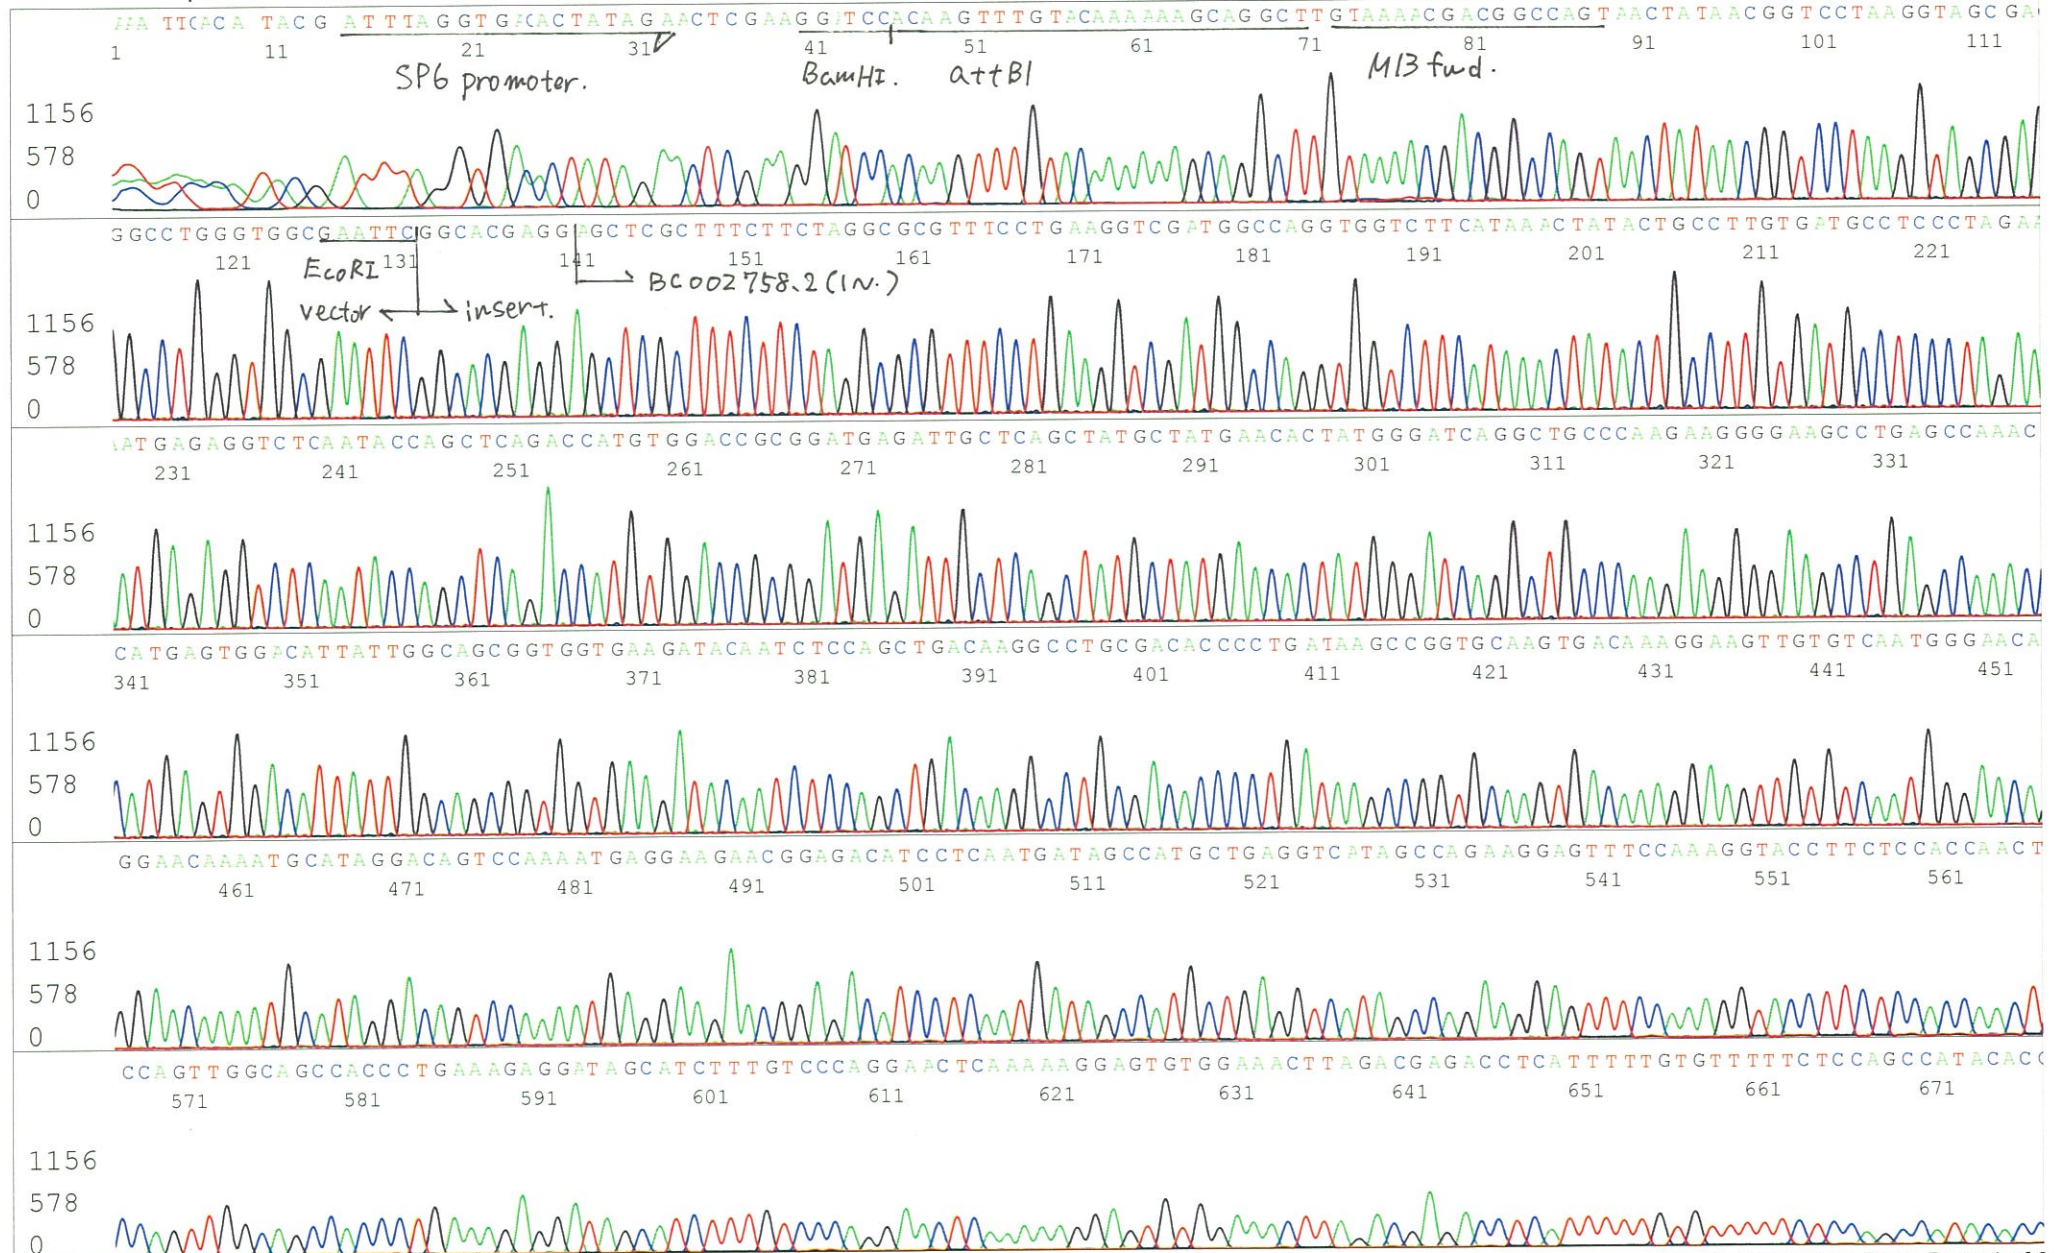 TTCACA TACG ATTTAGGTGACACTATAGAACTCGAAGGATCCACAAGTTTGTACAAAAAAGCAGGCTTGTAAAACGACGGCCAGTAACTATAACGGTCCTAAGGTAGCGA
1 11 21 31 41 51 61 71 81 91 101 111
SP6 promoter. BamHI. attB1 M13 fwd.
1156
578
0
GGCCTGGGTGGCGAATTCGGCACGAGGAGCTCGCTTTCTTCTAGGCGCGTTTCCTGAAGGTCGATGGCCAGGTGGTCTTCATAAACTATACTGCCTTGTGATGCCTCCCTAGAA
121 131 141 151 161 171 181 191 201 211 221
EcoRI
BC002758.2 (IN.)
vector insert.
1156
578
0
ATGAGAGGTCTCAATACCAGCTCAGACCATGTGGACCGCGGATGAGATTGCTCAGCTATGCTATGAACACTATGGGATCAGGCTGCCCAAGAAGGGGAAGCCTGAGCCAAAC
231 241 251 261 271 281 291 301 311 321 331
1156
578
0
CATGAGTGGACATTATTGGCAGCGGTGGTGAAGATACAATCTCCAGCTGACAAGGCCTGCGACACCCCTGATAAGCCGGTGCAAGTGACAAAGGAAGTTGTGTCAATGGGAACA
341 351 361 371 381 391 401 411 421 431 441 451
1156
578
0
GGAACAAAATGCATAGGACAGTCCAAAATGAGGAAGAACGGAGACATCCTCAATGATAGCCATGCTGAGGTCATAGCCAGAAGGAGTTTCCAAAGGTACCTTCTCCACCAACT
461 471 481 491 501 511 521 531 541 551 561
1156
578
0
CCAGTTGGCAGCCACCCTGAAAGAGGATAGCATCTTTGTCCCAGGAACTCAAAAAGGAGTGTGGAAACTTAGACGAGACCTCATTTTTGTGTTTTTCTCCAGCCATACACC
571 581 591 601 611 621 631 641 651 661 671
1156
578
0